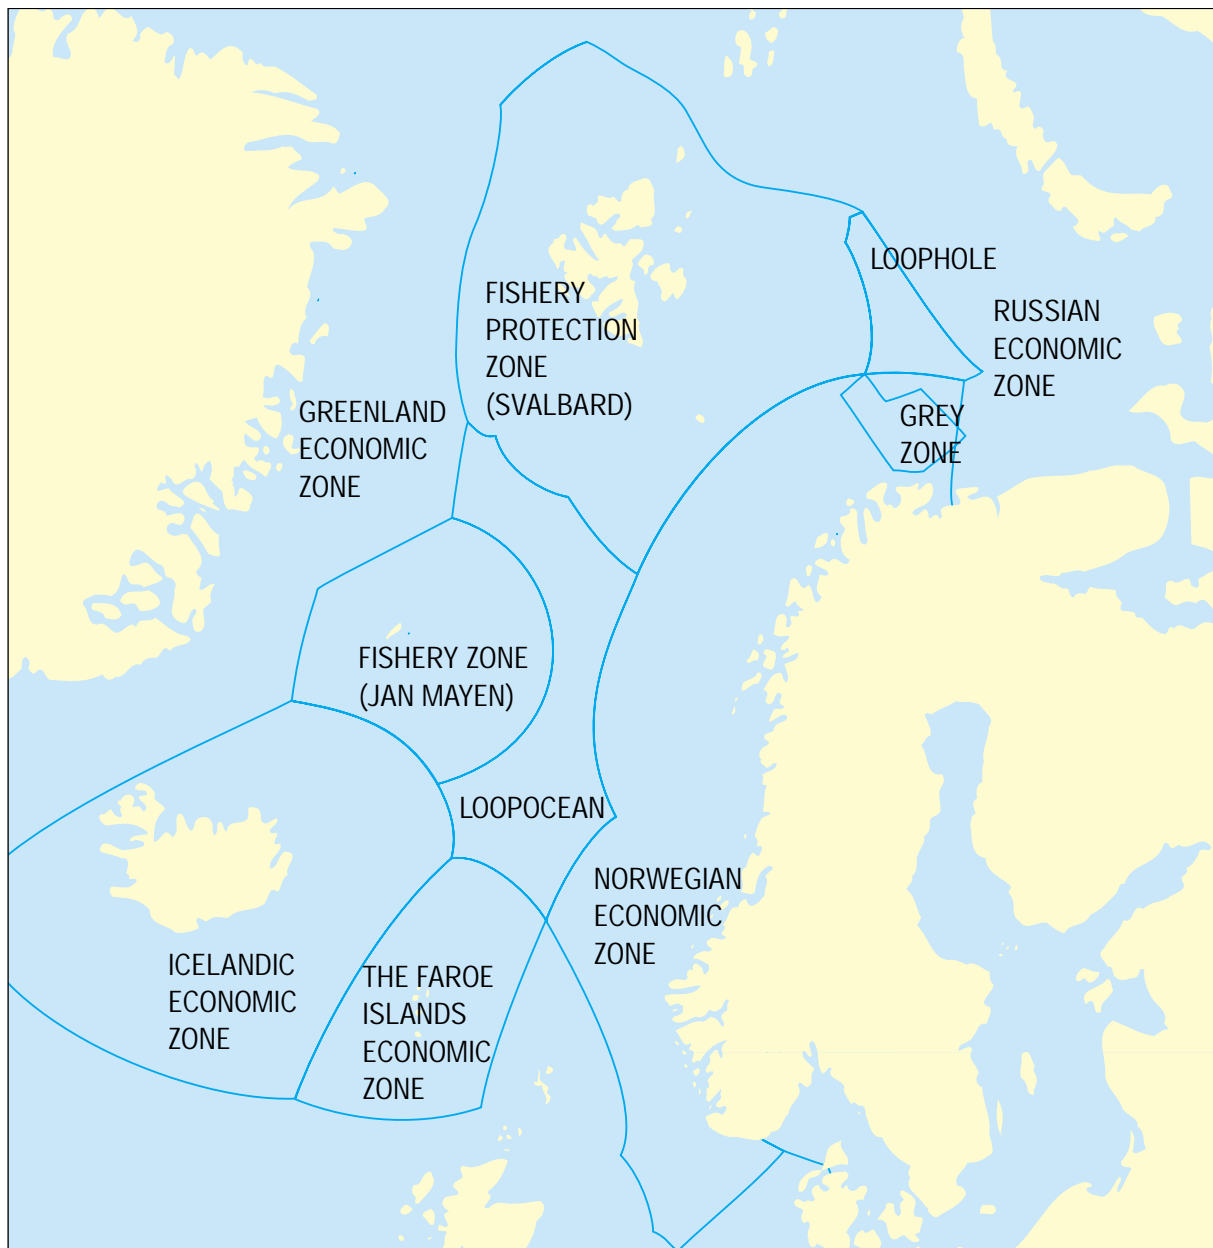 LOOPHOLE
FISHERY
PROTECTION
ZONE
(SVALBARD)
RUSSIAN
ECONOMIC
ZONE
GREENLAND
ECONOMIC
ZONE
GREY
ZONE
FISHERY ZONE
(JAN MAYEN)
LOOPOCEAN
NORWEGIAN
ECONOMIC
ZONE
ICELANDIC
ECONOMIC
ZONE
THE FAROE
ISLANDS
ECONOMIC
ZONE